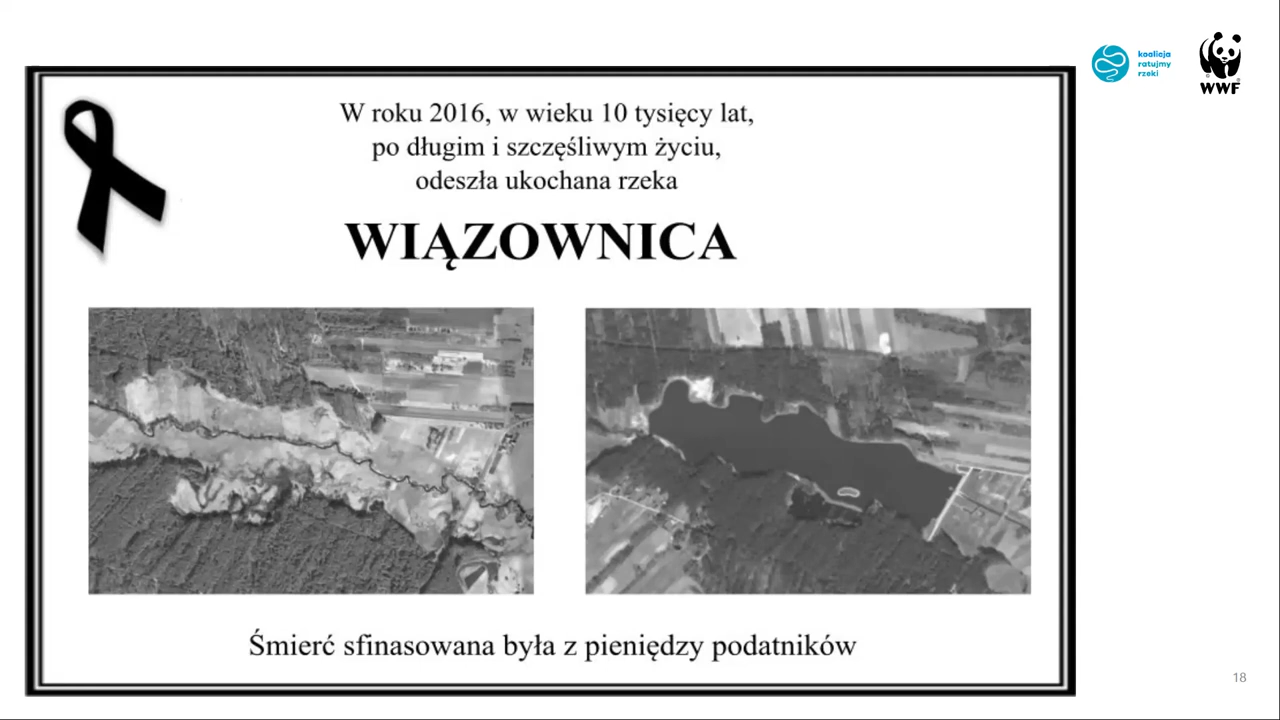 koalicja
ratujmy
rzeki
WWF
W roku 2016, w wieku 10 tysięcy lat,
po długim i szczęśliwym życiu,
odeszła ukochana rzeka
WIĄZOWNICA
Śmierć sfinasowana była z pieniędzy podatników
18